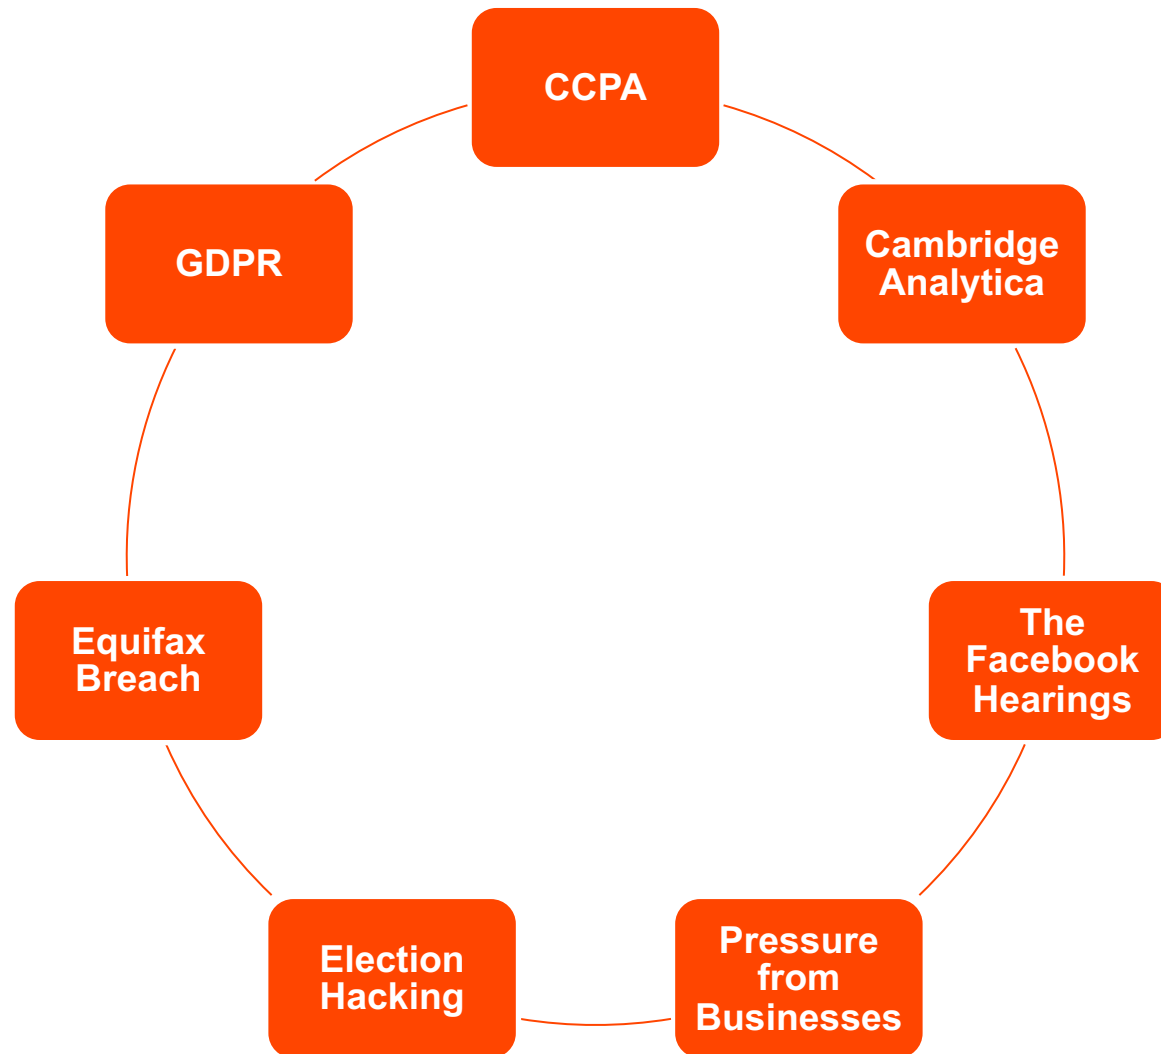 CCPA
Cambridge
Analytica
The
Facebook
Hearings
Pressure
from
Businesses
Election
Hacking
Equifax
Breach
GDPR